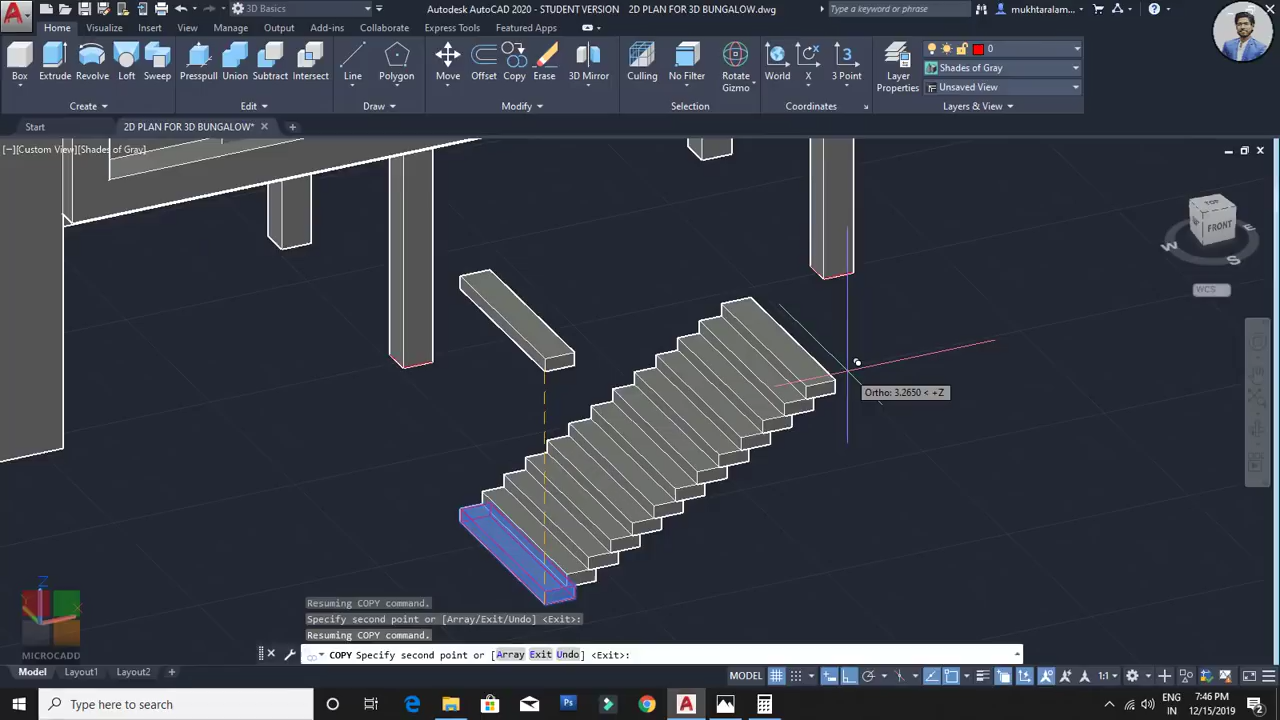 3D Basics
Autodesk AutoCAD 2020 - STUDENT VERSION 2D PLAN FOR 3D BUNGALOW.dwg
Type a keyword or phrase
mukhtaralam...
Home Visualize Insert View Manage Output Add-ins Collaborate Express Tools Featured Apps
Box Extrude Revolve Loft Sweep Presspull Union Subtract Intersect Line Polygon Move Offset Copy Erase 3D Mirror Culling No Filter Rotate Gizmo World X 3 Point Layer Properties
0
Shades of Gray
Unsaved View
Create Edit Draw Modify Selection Coordinates Layers & View
Start 2D PLAN FOR 3D BUNGALOW*
[−][Custom View][Shades of Gray]
TOP
FRONT
W
E
S
WCS
Ortho: 3.2650 < +Z
Z
MICROCADD
Resuming COPY command.
Specify second point or [Array/Exit/Undo] <Exit>:
Resuming COPY command.
COPY Specify second point or [Array Exit Undo] <Exit>:
Model Layout1 Layout2
MODEL
1:1
Type here to search
ENG
IN
7:46 PM
12/15/2019
2